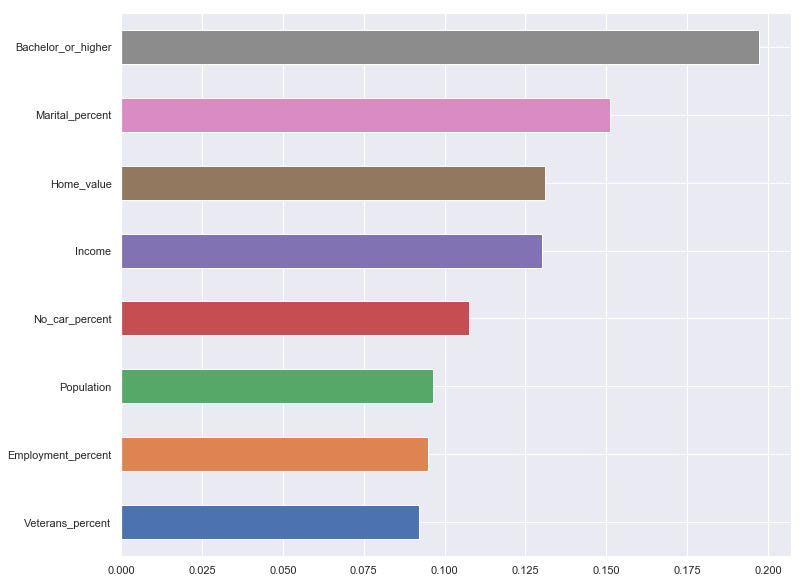 Bachelor_or_higher
Marital_percent
Home_value
Income
No_car_percent
Population
Employment_percent
Veterans_percent
0.000 0.025 0.050 0.075 0.100 0.125 0.150 0.175 0.200